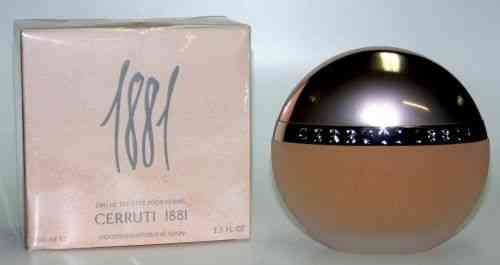 1881
EAU DE TOILETTE POUR FEMME
CERRUTI 1881
3.3 FL OZ
CERRUTI 1881